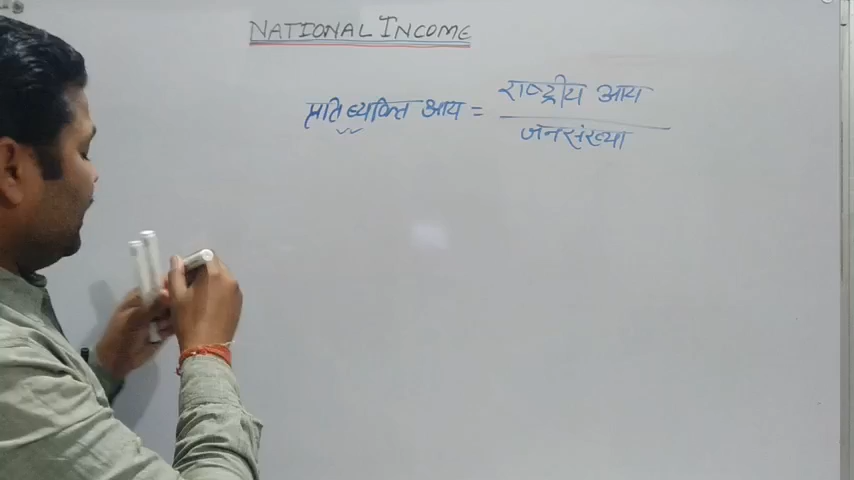 NATIONAL INCOME
प्रति व्यक्ति आय = राष्ट्रीय आय
जनसंख्या